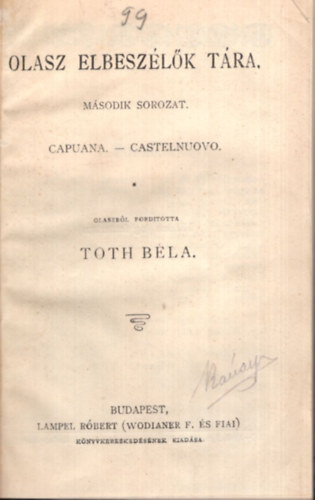 99
OLASZ ELBESZÉLŐK TÁRA.
MÁSODIK SOROZAT.
CAPUANA. — CASTELNUOVO.
OLASZBÓL FORDITOTTA
TOTH BÉLA.
BUDAPEST,
LAMPEL RÓBERT (WODIANER F. ÉS FIAI)
KÖNYVKERESKEDÉSÉNEK KIADÁSA.